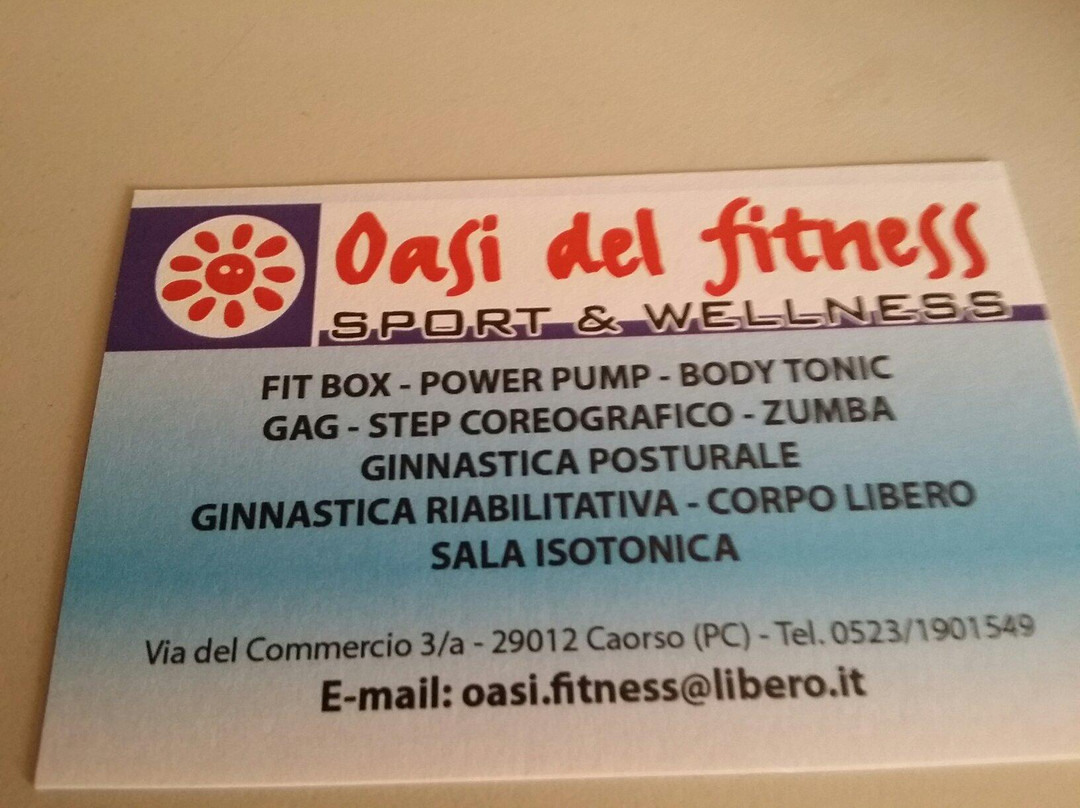 Oasi del fitness
SPORT & WELLNESS
FIT BOX - POWER PUMP - BODY TONIC
GAG - STEP COREOGRAFICO - ZUMBA
GINNASTICA POSTURALE
GINNASTICA RIABILITATIVA - CORPO LIBERO
SALA ISOTONICA
Via del Commercio 3/a - 29012 Caorso (PC) - Tel. 0523/1901549
E-mail: oasi.fitness@libero.it